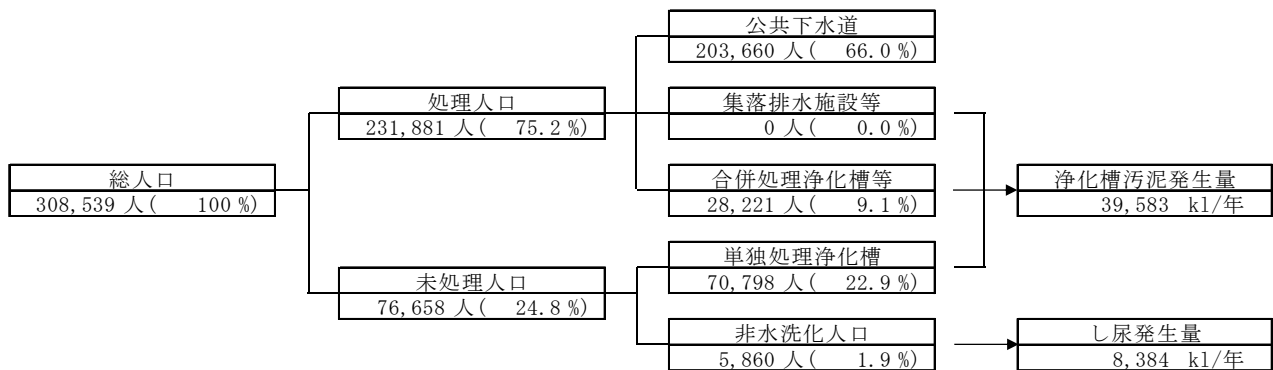 公共下水道
203,660 人( 66.0 %)
処理人口
231,881 人( 75.2 %)
集落排水施設等
0 人( 0.0 %)
総人口
308,539 人( 100 %)
合併処理浄化槽等
28,221 人( 9.1 %)
浄化槽汚泥発生量
39,583 kl/年
未処理人口
76,658 人( 24.8 %)
単独処理浄化槽
70,798 人( 22.9 %)
非水洗化人口
5,860 人( 1.9 %)
し尿発生量
8,384 kl/年